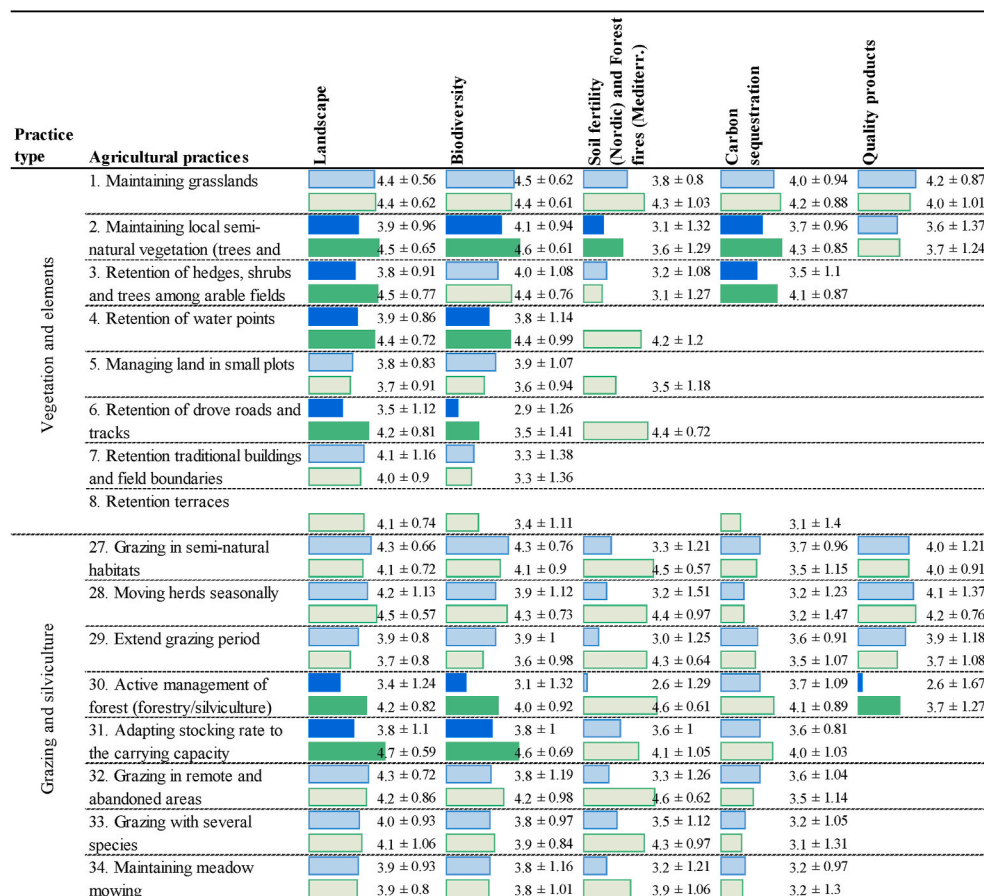 Practice type
Agricultural practices
Landscape
Biodiversity
Soil fertility (Nordic) and Forest fires (Mediterr.)
Carbon sequestration
Quality products
Vegetation and elements
1. Maintaining grasslands
4.4 ± 0.56 4.5 ± 0.62 3.8 ± 0.8 4.0 ± 0.94 4.2 ± 0.87
4.4 ± 0.62 4.4 ± 0.61 4.3 ± 1.03 4.2 ± 0.88 4.0 ± 1.01
2. Maintaining local semi- 3.9 ± 0.96 4.1 ± 0.94 3.1 ± 1.32 3.7 ± 0.96 3.6 ± 1.37
natural vegetation (trees and 4.5 ± 0.65 4.6 ± 0.61 3.6 ± 1.29 4.3 ± 0.85 3.7 ± 1.24
3. Retention of hedges, shrubs 3.8 ± 0.91 4.0 ± 1.08 3.2 ± 1.08 3.5 ± 1.1
and trees among arable fields 4.5 ± 0.77 4.4 ± 0.76 3.1 ± 1.27 4.1 ± 0.87
4. Retention of water points 3.9 ± 0.86 3.8 ± 1.14
4.4 ± 0.72 4.4 ± 0.99 4.2 ± 1.2
5. Managing land in small plots 3.8 ± 0.83 3.9 ± 1.07
3.7 ± 0.91 3.6 ± 0.94 3.5 ± 1.18
6. Retention of drove roads and 3.5 ± 1.12 2.9 ± 1.26
tracks 4.2 ± 0.81 3.5 ± 1.41 4.4 ± 0.72
7. Retention traditional buildings 4.1 ± 1.16 3.3 ± 1.38
and field boundaries 4.0 ± 0.9 3.3 ± 1.36
8. Retention terraces
4.1 ± 0.74 3.4 ± 1.11 3.1 ± 1.4
Grazing and silviculture
27. Grazing in semi-natural 4.3 ± 0.66 4.3 ± 0.76 3.3 ± 1.21 3.7 ± 0.96 4.0 ± 1.21
habitats 4.1 ± 0.72 4.1 ± 0.9 4.5 ± 0.57 3.5 ± 1.15 4.0 ± 0.91
28. Moving herds seasonally 4.2 ± 1.13 3.9 ± 1.12 3.2 ± 1.51 3.2 ± 1.23 4.1 ± 1.37
4.5 ± 0.57 4.3 ± 0.73 4.4 ± 0.97 3.2 ± 1.47 4.2 ± 0.76
29. Extend grazing period 3.9 ± 0.8 3.9 ± 1 3.0 ± 1.25 3.6 ± 0.91 3.9 ± 1.18
3.7 ± 0.8 3.6 ± 0.98 4.3 ± 0.64 3.5 ± 1.07 3.7 ± 1.08
30. Active management of 3.4 ± 1.24 3.1 ± 1.32 2.6 ± 1.29 3.7 ± 1.09 2.6 ± 1.67
forest (forestry/silviculture) 4.2 ± 0.82 4.0 ± 0.92 4.6 ± 0.61 4.1 ± 0.89 3.7 ± 1.27
31. Adapting stocking rate to 3.8 ± 1.1 3.8 ± 1 3.6 ± 1 3.6 ± 0.81
the carrying capacity 4.7 ± 0.59 4.6 ± 0.69 4.1 ± 1.05 4.0 ± 1.03
32. Grazing in remote and 4.3 ± 0.72 3.8 ± 1.19 3.3 ± 1.26 3.6 ± 1.04
abandoned areas 4.2 ± 0.86 4.2 ± 0.98 4.6 ± 0.62 3.5 ± 1.14
33. Grazing with several 4.0 ± 0.93 3.8 ± 0.97 3.5 ± 1.12 3.2 ± 1.05
species 4.1 ± 1.06 3.9 ± 0.84 4.3 ± 0.97 3.1 ± 1.31
34. Maintaining meadow 3.9 ± 0.93 3.8 ± 1.16 3.2 ± 1.21 3.2 ± 0.97
mowing 3.9 ± 0.8 3.8 ± 1.01 3.9 ± 1.06 3.2 ± 1.3